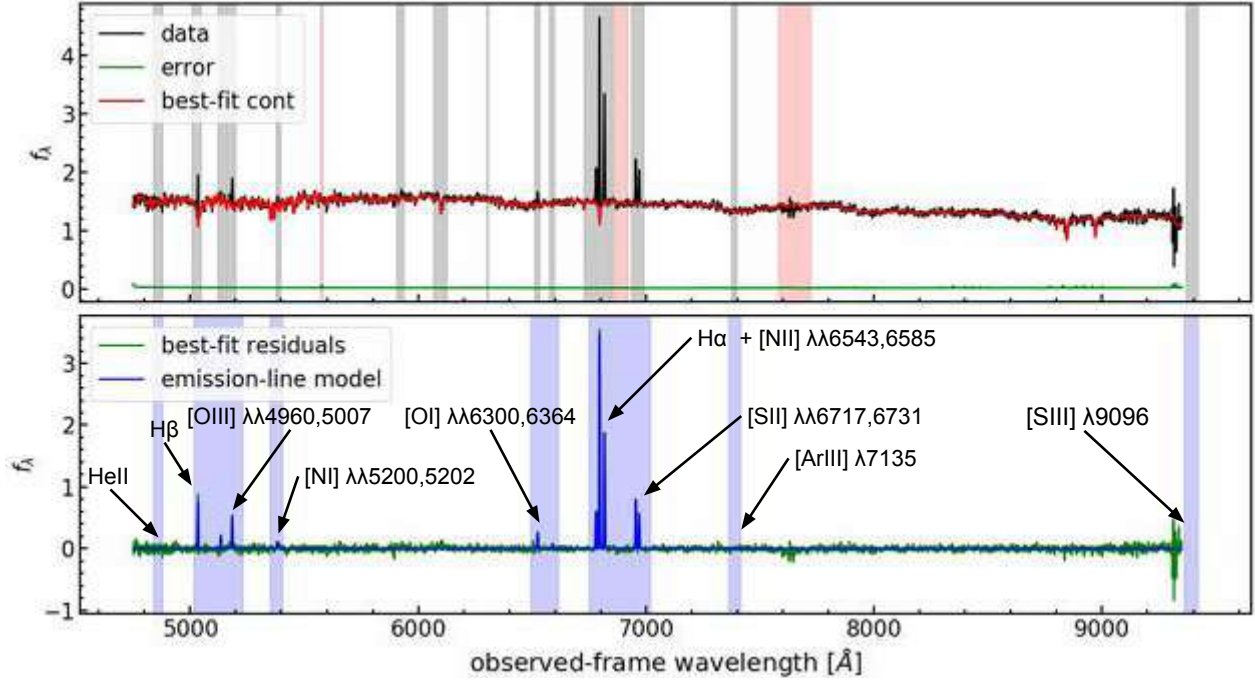 4
3
2
1
0
fλ
data
error
best-fit cont
3
2
1
0
−1
fλ
best-fit residuals
emission-line model
Hα + [NII] λλ6543,6585
[OIII] λλ4960,5007
[OI] λλ6300,6364
[SII] λλ6717,6731
[SIII] λ9096
Hβ
[ArIII] λ7135
HeII
[NI] λλ5200,5202
5000 6000 7000 8000 9000
observed-frame wavelength [Å]